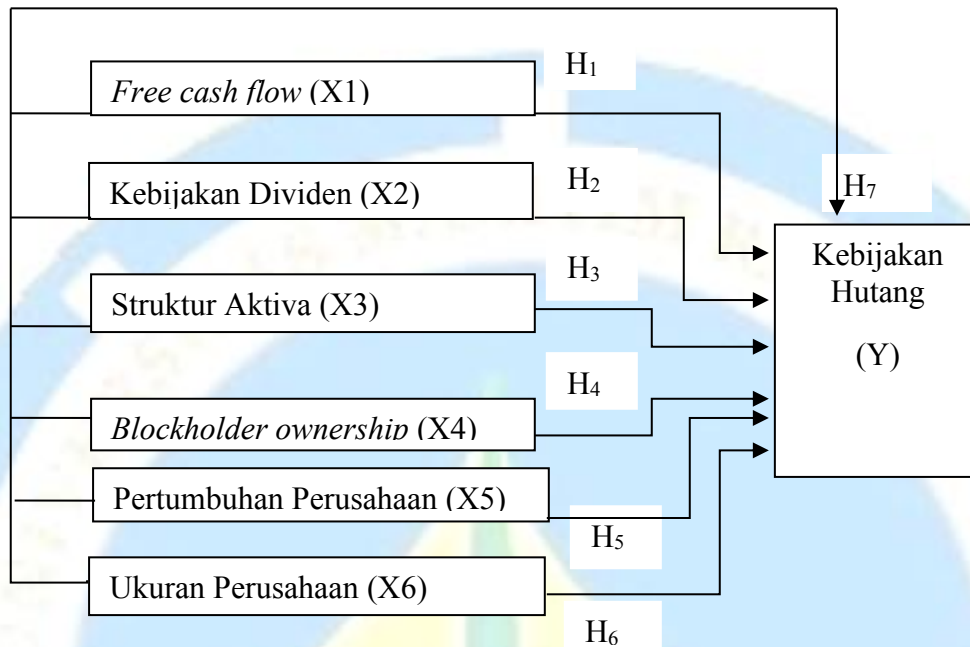 H₁
Free cash flow (X1)
H₂
Kebijakan Dividen (X2)
H₇
H₃
Struktur Aktiva (X3)
Kebijakan
Hutang
(Y)
H₄
Blockholder ownership (X4)
Pertumbuhan Perusahaan (X5)
H₅
Ukuran Perusahaan (X6)
H₆